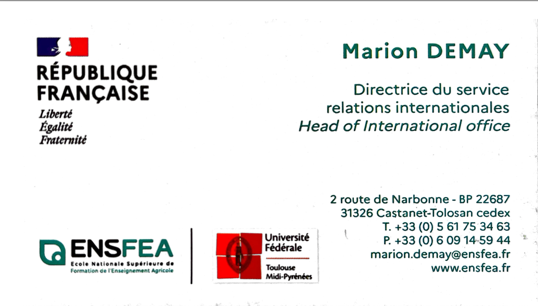 RÉPUBLIQUE
FRANÇAISE
Liberté
Égalité
Fraternité
Marion DEMAY
Directrice du service
relations internationales
Head of International office
2 route de Narbonne - BP 22687
31326 Castanet-Tolosan cedex
T. +33 (0) 5 61 75 34 63
P. +33 (0) 6 09 14 59 44
marion.demay@ensfea.fr
www.ensfea.fr
ENSFEA
Ecole Nationale Supérieure de
Formation de l'Enseignement Agricole
Université
Fédérale
Toulouse
Midi-Pyrénées